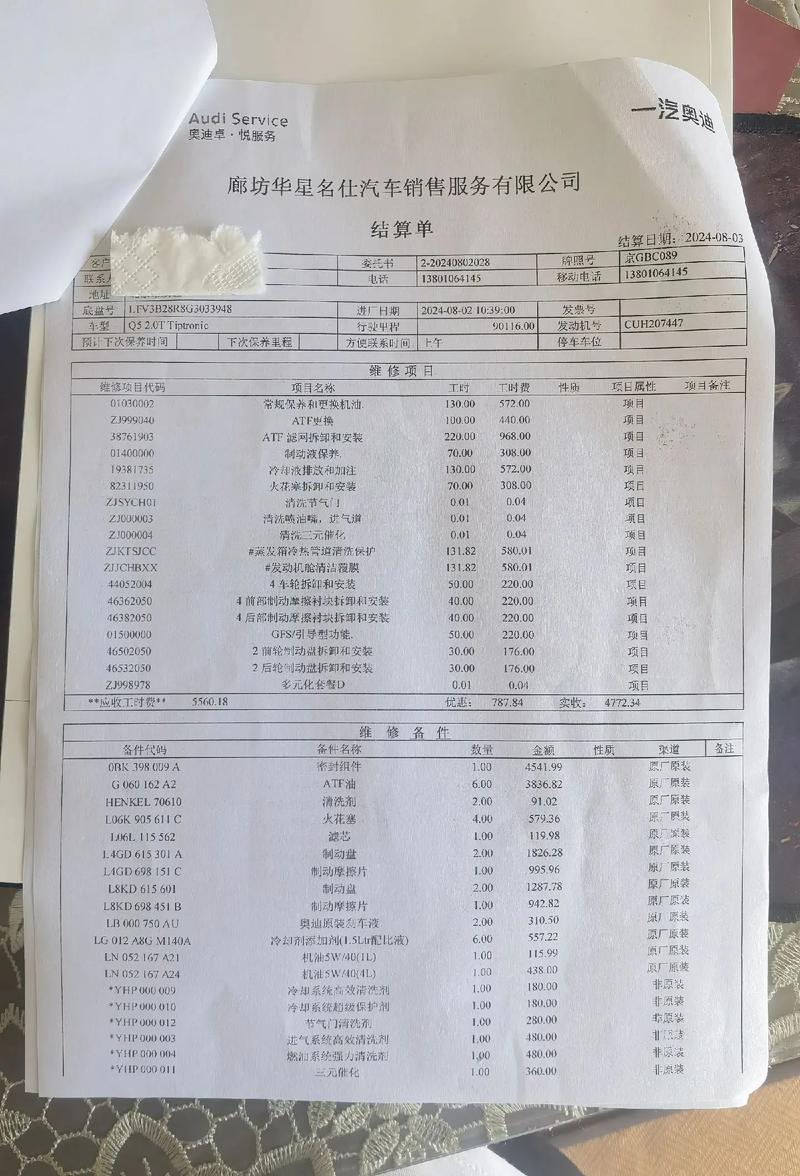 Audi Service
奥迪卓·悦服务
一汽奥迪
廊坊华星名仕汽车销售服务有限公司
结算单
结算日期: 2024-08-03
客户 委托书 2-20240802028 牌照号 京GBC089
联系人 电话 13801064145 移动电话 13801064145
地址
底盘号 LFV3B28R8G3033948 进厂日期 2024-08-02 10:39:00 发票号
车型 Q5 2.0T Tiptronic 行驶里程 90116.00 发动机号 CUH207447
预计下次保养时间 下次保养里程 方便联系时间 上午 停车车位
维修项目
维修项目代码 项目名称 工时 工时费 性质 项目属性 项目备注
01030002 常规保养和更换机油. 130.00 572.00 项目
ZJ999040 ATF更换 100.00 440.00 项目
38761903 ATF 滤网拆卸和安装 220.00 968.00 项目
01400000 制动液保养. 70.00 308.00 项目
19381735 冷却液排放和加注 130.00 572.00 项目
82311950 火花塞拆卸和安装 70.00 308.00 项目
ZJSYCH01 清洗节气门 0.01 0.04 项目
ZJ000003 清洗喷油嘴，进气道 0.01 0.04 项目
ZJ000004 清洗三元催化 0.01 0.04 项目
ZJKTSJCC #蒸发箱冷热管道清洗保护 131.82 580.01 项目
ZJJCHBXX #发动机舱清洁覆膜 131.82 580.01 项目
44052004 4 车轮拆卸和安装 50.00 220.00 项目
46362050 4 前部制动摩擦衬块拆卸和安装 40.00 220.00 项目
46382050 4 后部制动摩擦衬块拆卸和安装 40.00 220.00 项目
01500000 GFS/引导型功能. 50.00 220.00 项目
46502050 2 前轮制动盘拆卸和安装 30.00 176.00 项目
46532050 2 后轮制动盘拆卸和安装 30.00 176.00 项目
ZJ998978 多元化套餐D 0.01 0.04 项目
**应收工时费** 5560.18 优惠: 787.84 实收: 4772.34
维修备件
备件代码 备件名称 数量 金额 性质 渠道 备注
0BK 398 009 A 密封组件 1.00 4541.99 原厂原装
G 060 162 A2 ATF油 6.00 3836.82 原厂原装
HENKEL 70610 清洗剂 2.00 91.02 原厂原装
L06K 905 611 C 火花塞 4.00 579.36 原厂原装
L06L 115 562 滤芯 1.00 119.98 原厂原装
L4GD 615 301 A 制动盘 2.00 1826.28 原厂原装
L4GD 698 151 C 制动摩擦片 1.00 995.96 原厂原装
L8KD 615 601 制动盘 2.00 1287.78 原厂原装
L8KD 698 451 B 制动摩擦片 1.00 942.82 原厂原装
LB 000 750 AU 奥迪原装刹车液 2.00 310.50 原厂原装
LG 012 A8G M140A 冷却剂添加剂(1.5Ltr配比液) 6.00 557.22 原厂原装
LN 052 167 A21 机油5W/40(1L) 1.00 115.99 原厂原装
LN 052 167 A24 机油5W/40(4L) 1.00 438.00 原厂原装
*YHP 000 009 冷却系统高效清洗剂 1.00 180.00 非原装
*YHP 000 010 冷却系统超级保护剂 1.00 180.00 非原装
*YHP 000 012 节气门清洗剂 1.00 280.00 非原装
*YHP 000 003 进气系统高效清洗剂 1.00 480.00 非原装
*YHP 000 004 燃油系统强力清洗剂 1.00 480.00 非原装
*YHP 000 011 三元催化 1.00 360.00 非原装